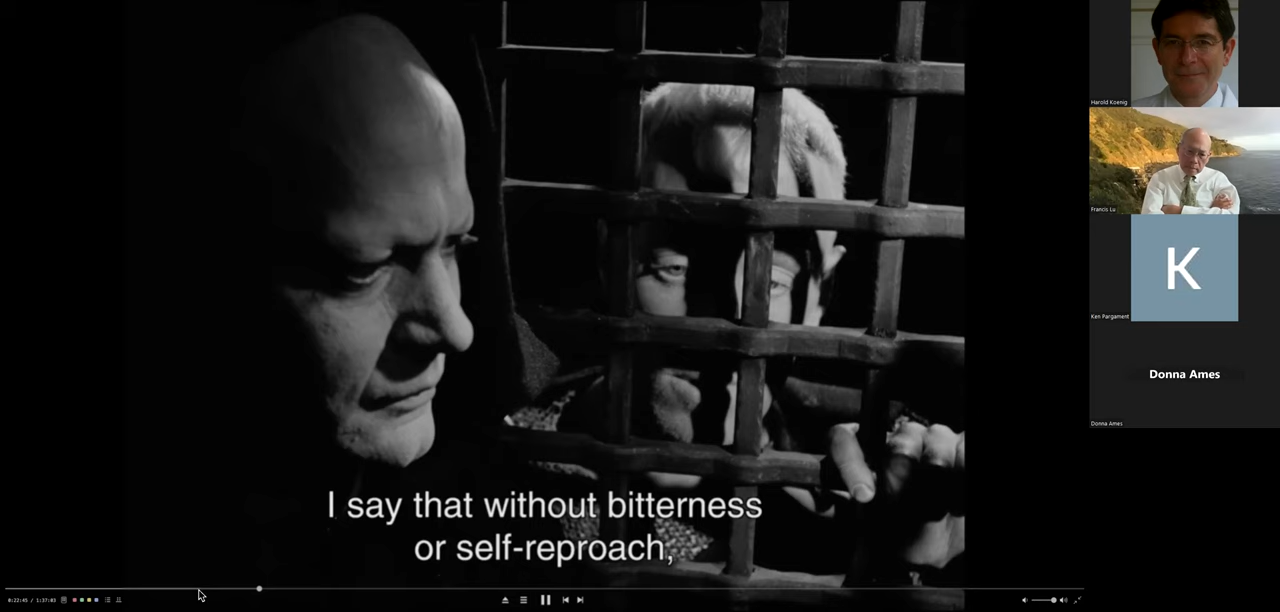 I say that without bitterness
or self-reproach,
0:22:45 / 1:37:03
Harold Koenig
Francis Lu
K
Ken Pargament
Donna Ames
Donna Ames